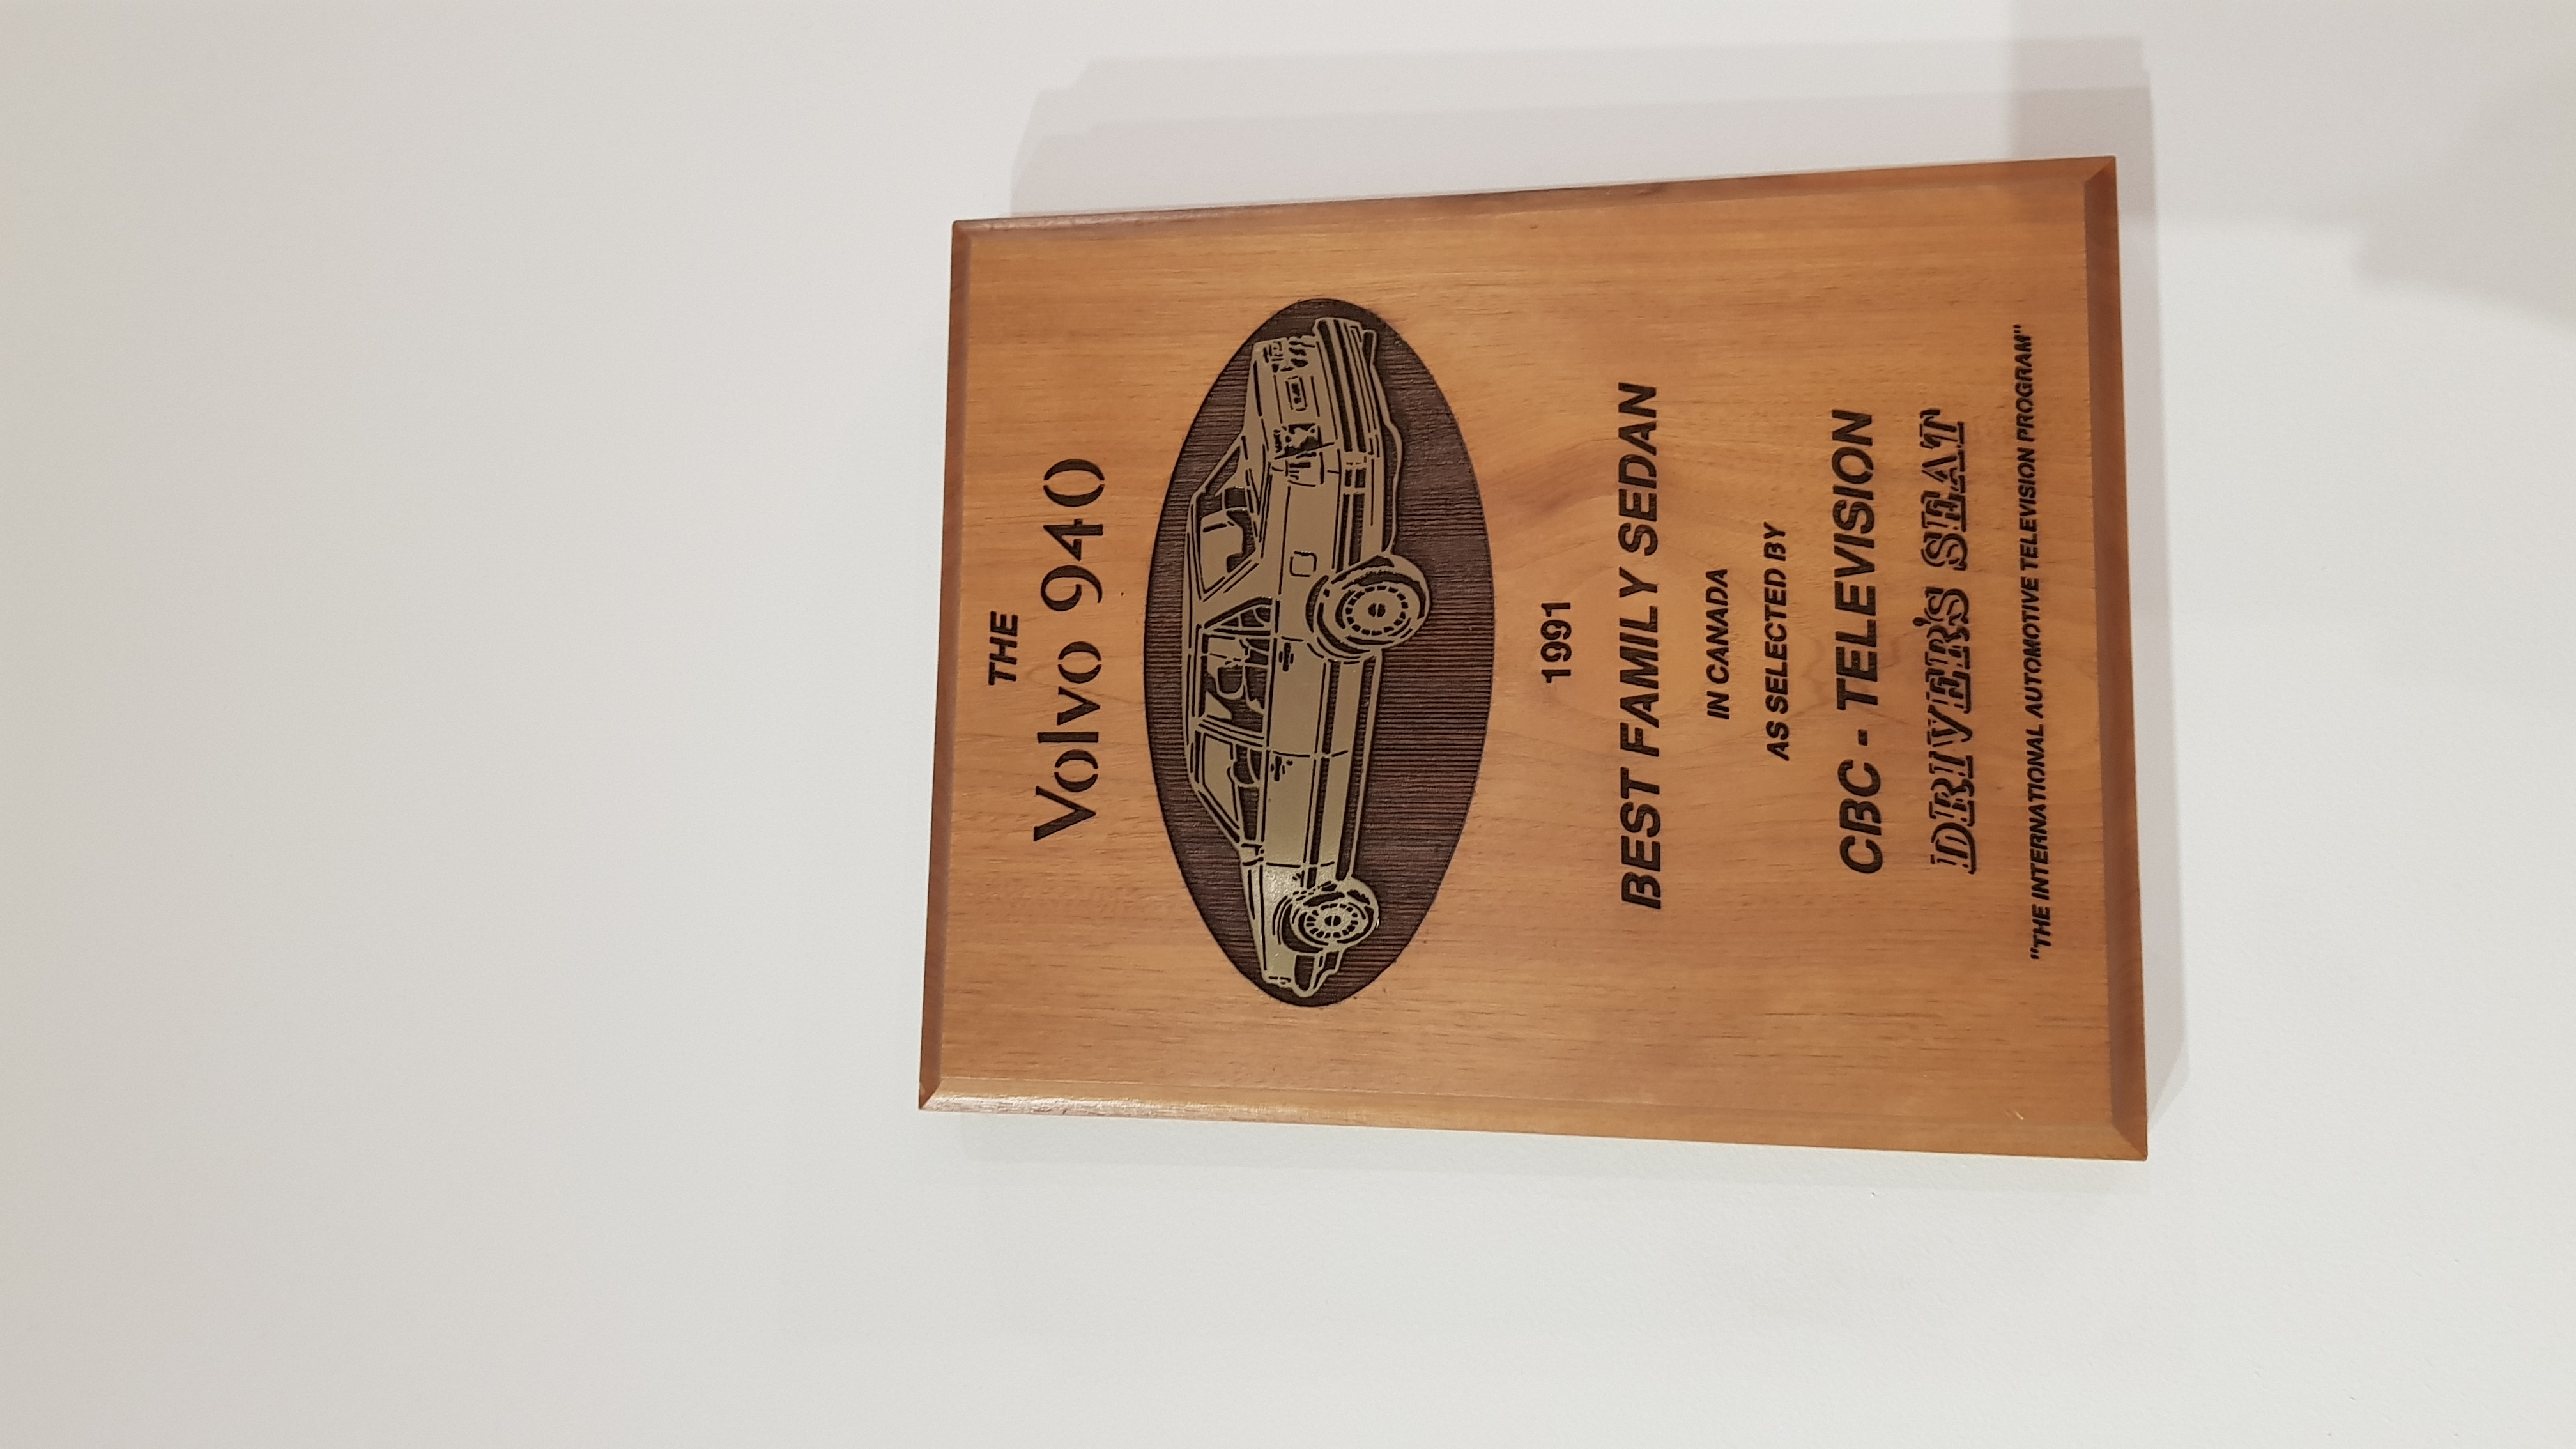 THE
Volvo 940
1991
BEST FAMILY SEDAN
IN CANADA
AS SELECTED BY
CBC - TELEVISION
DRIVER'S SEAT
"THE INTERNATIONAL AUTOMOTIVE TELEVISION PROGRAM"